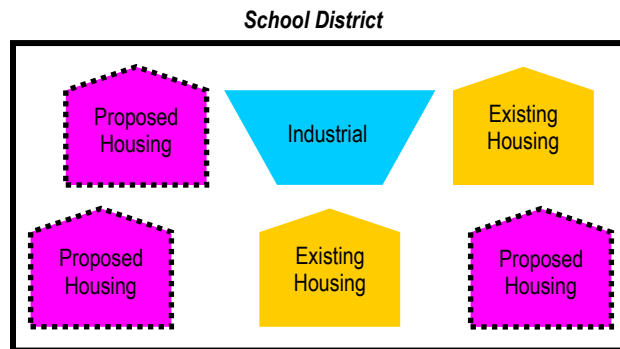 School District
Proposed
Housing
Industrial
Existing
Housing
Proposed
Housing
Existing
Housing
Proposed
Housing